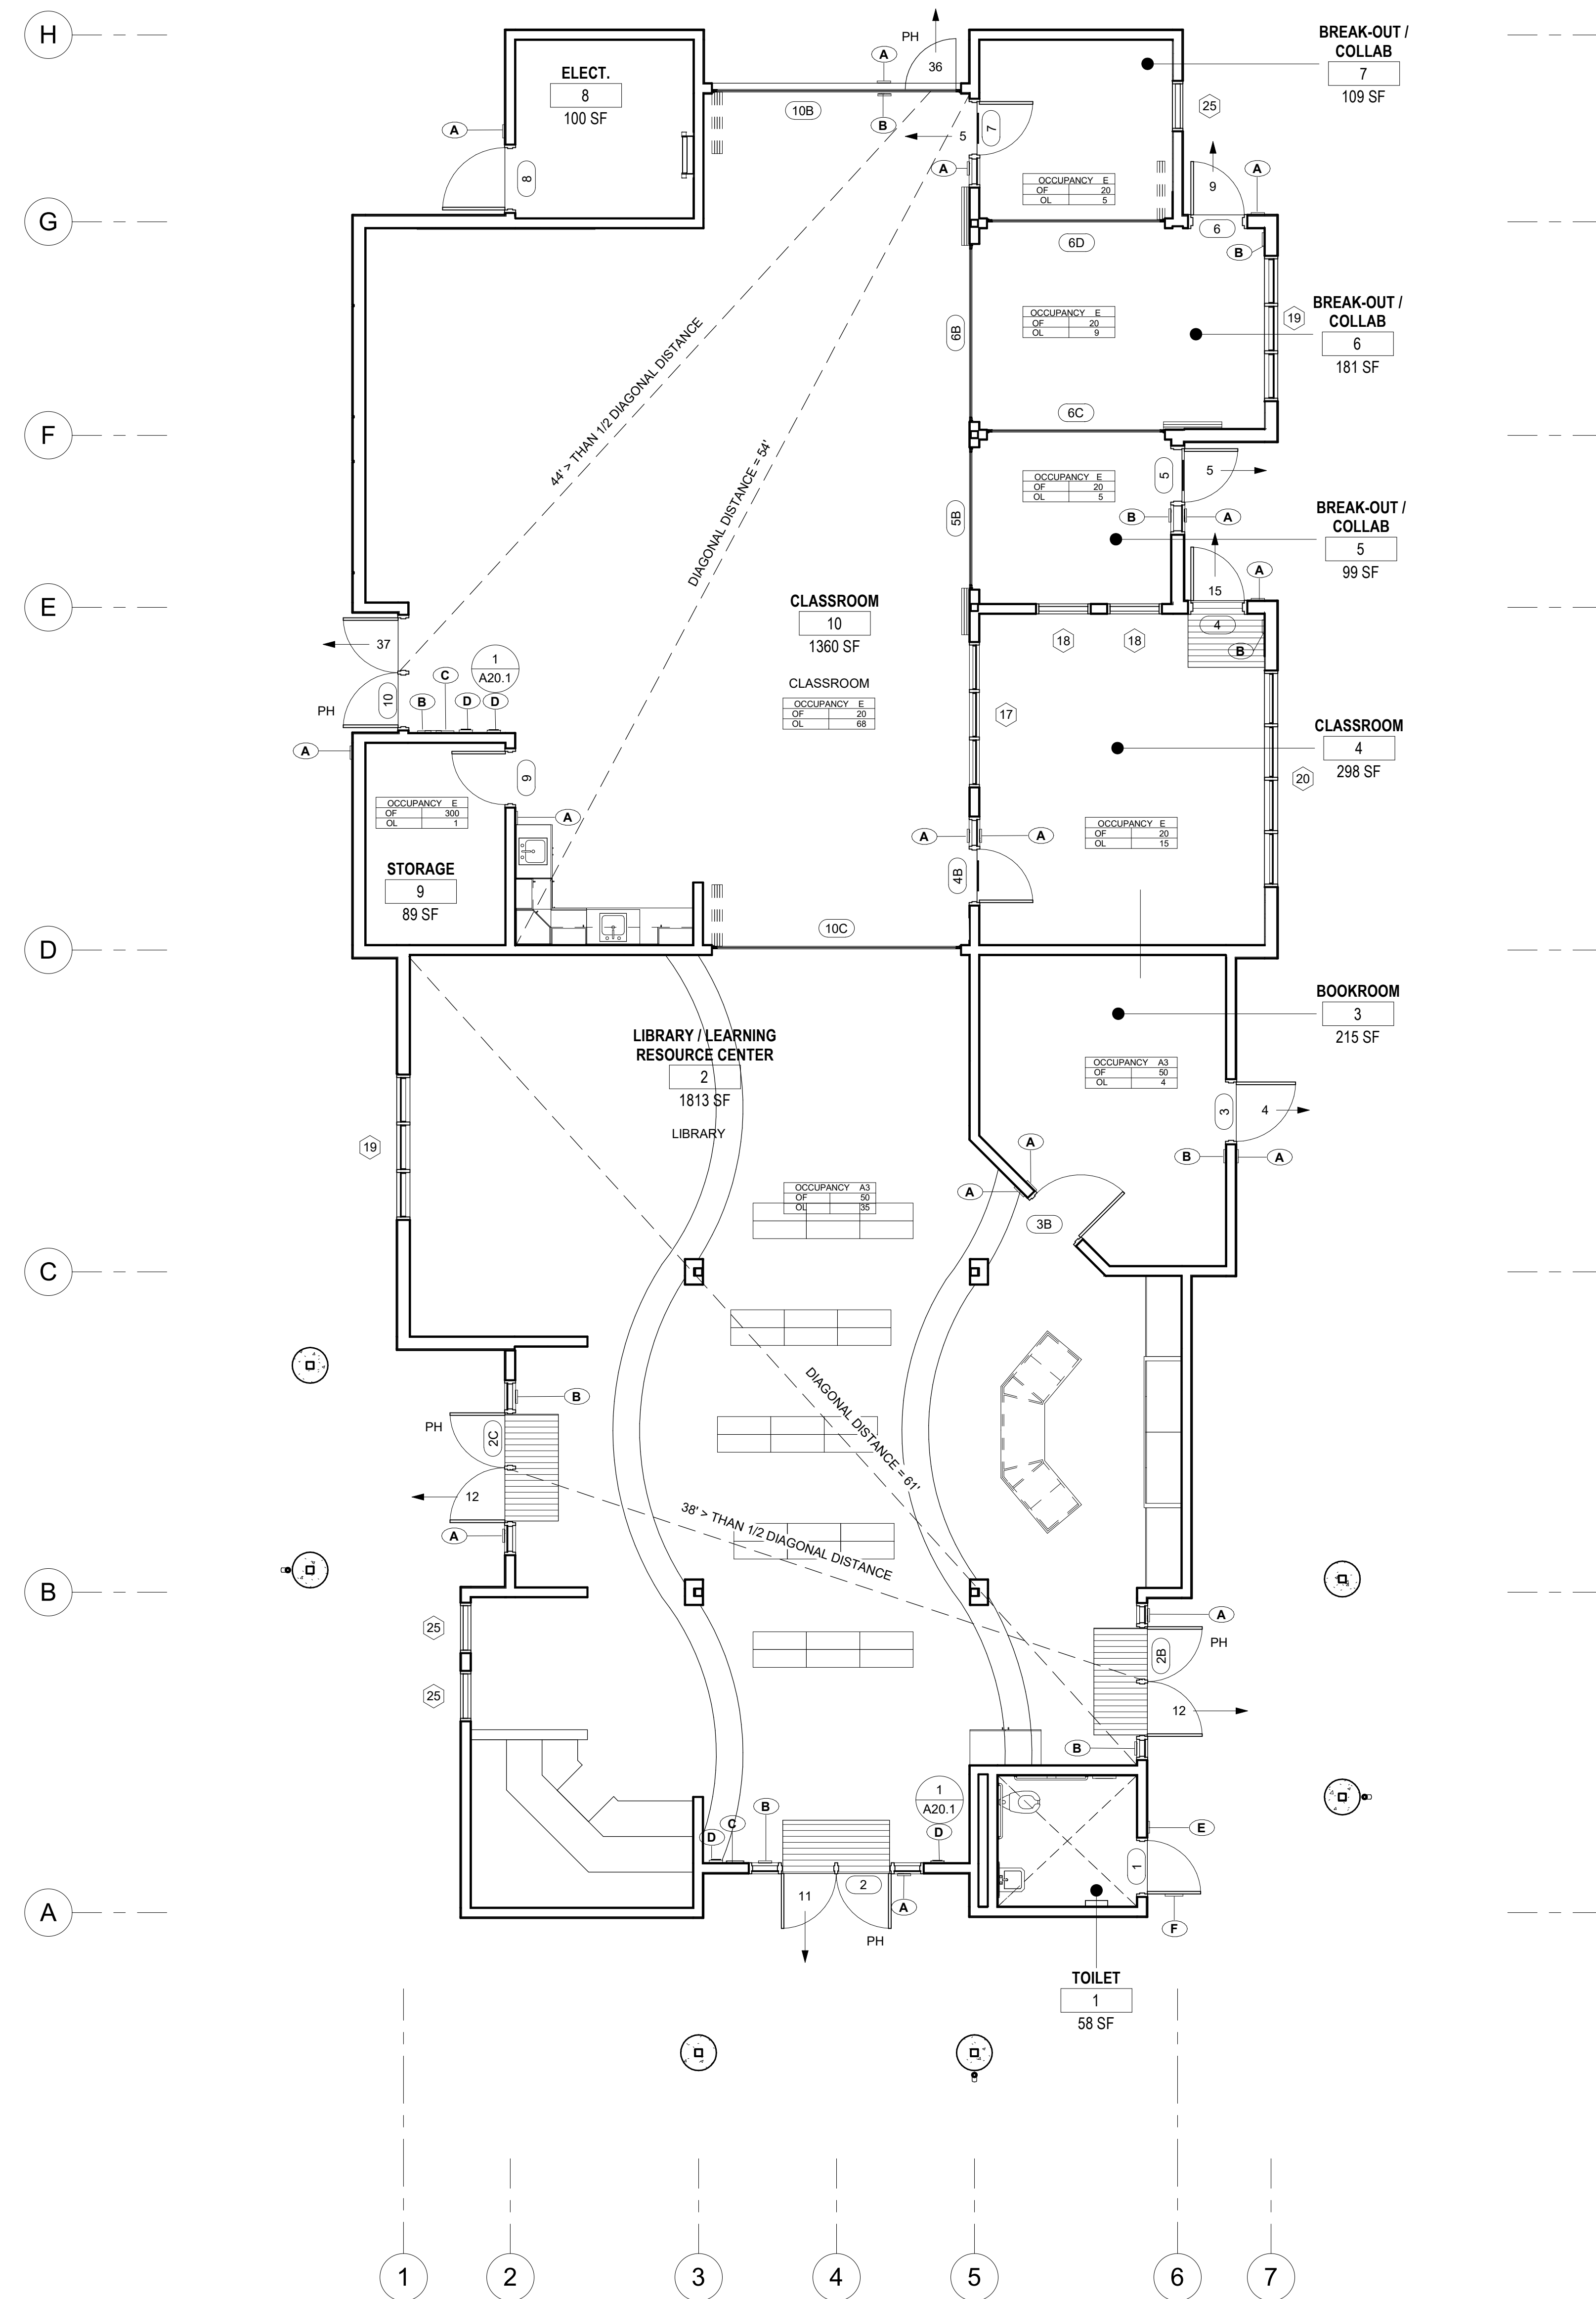 H
PH
A
36
BREAK-OUT /
COLLAB
7
109 SF
ELECT.
8
100 SF
10B
B
5
7
25
A
8
A
9
A
OCCUPANCY E
OF 20
OL 5
G
6D
6
B
BREAK-OUT /
COLLAB
6
181 SF
OCCUPANCY E
OF 20
OL 9
19
6B
44' > THAN 1/2 DIAGONAL DISTANCE
DIAGONAL DISTANCE = 54'
F
6C
OCCUPANCY E
OF 20
OL 5
5
5
5B
B
A
BREAK-OUT /
COLLAB
5
99 SF
A
15
E
CLASSROOM
10
1360 SF
4
18
18
B
37
1
A20.1
C
CLASSROOM
OCCUPANCY E
OF 20
OL 68
B
D
D
10
PH
17
CLASSROOM
4
298 SF
A
9
20
OCCUPANCY E
OF 300
OL 1
A
OCCUPANCY E
OF 20
OL 15
A
A
STORAGE
9
89 SF
4B
10C
D
BOOKROOM
3
215 SF
LIBRARY / LEARNING
RESOURCE CENTER
2
1813 SF
OCCUPANCY A3
OF 50
OL 4
3
4
LIBRARY
19
A
B
A
OCCUPANCY A3
OF 50
OL 35
A
3B
C
DIAGONAL DISTANCE = 61'
B
PH
2C
12
38' > THAN 1/2 DIAGONAL DISTANCE
A
B
25
A
PH
2B
25
12
B
1
A20.1
B
C
D
D
E
2
11
A
1
A
PH
F
TOILET
1
58 SF
1
2
3
4
5
6
7